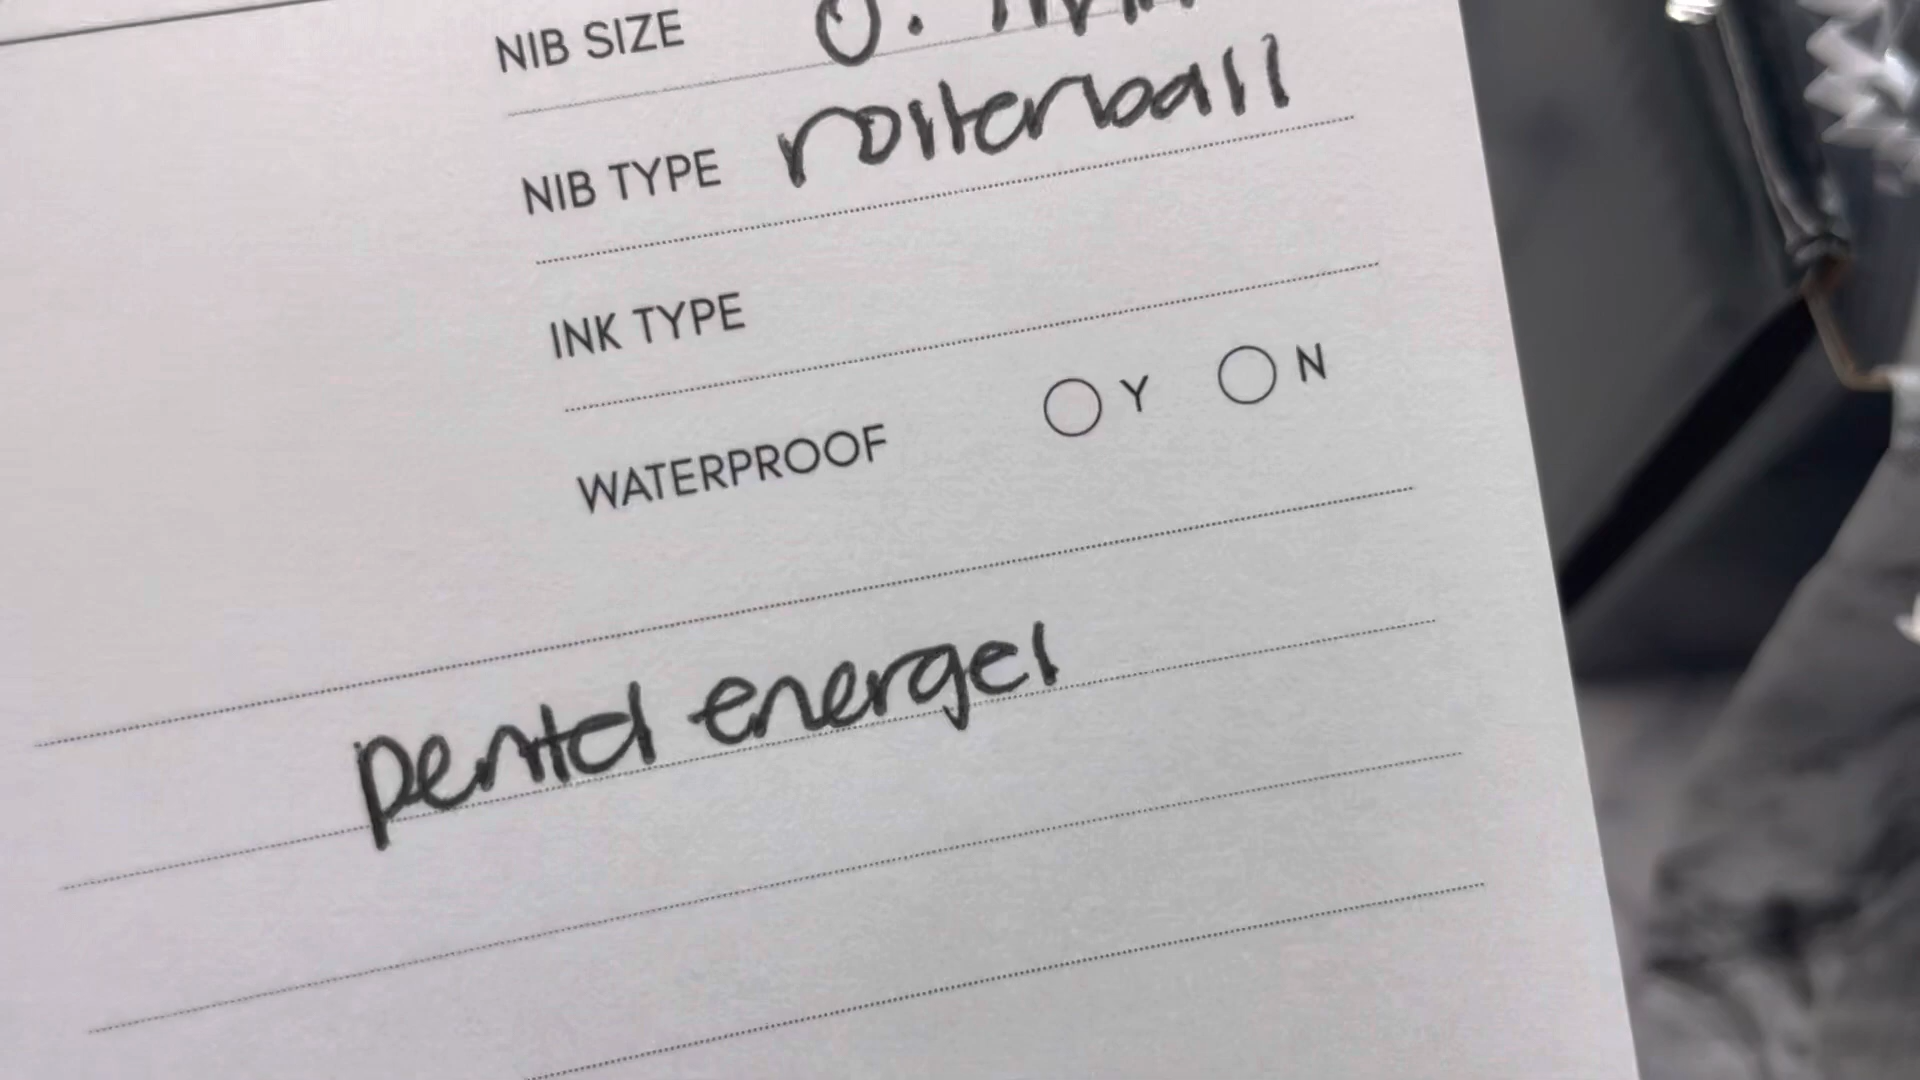 NIB SIZE
NIB TYPE rollerball
INK TYPE
WATERPROOF Y N
pentel energel